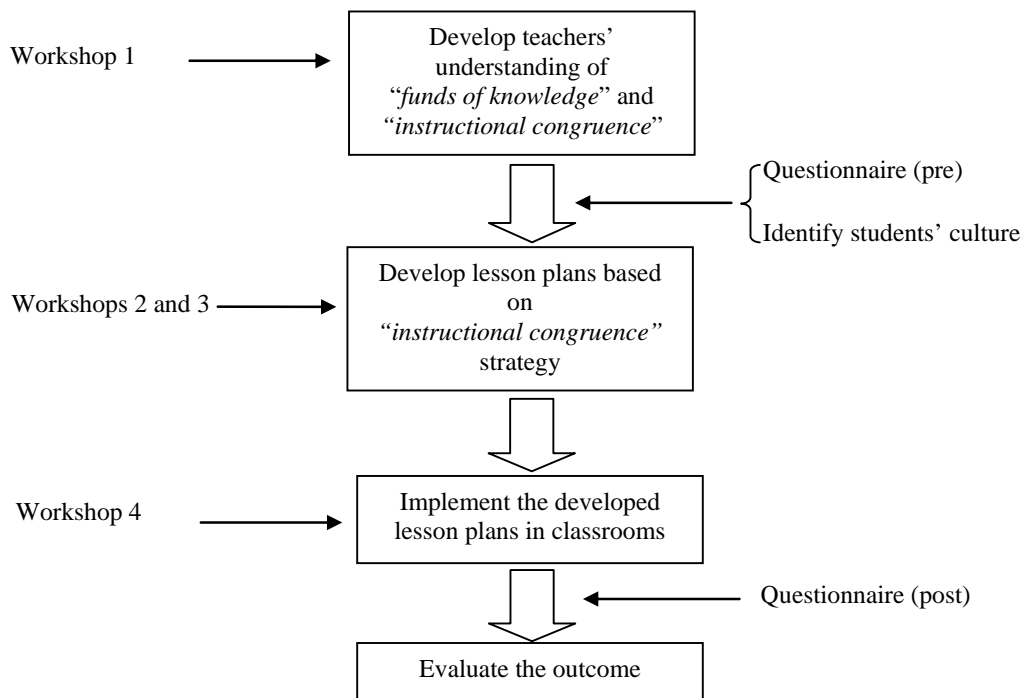 Workshop 1
Develop teachers’
understanding of
“funds of knowledge” and
“instructional congruence”
Questionnaire (pre)
Identify students’ culture
Workshops 2 and 3
Develop lesson plans based
on
“instructional congruence”
strategy
Workshop 4
Implement the developed
lesson plans in classrooms
Questionnaire (post)
Evaluate the outcome